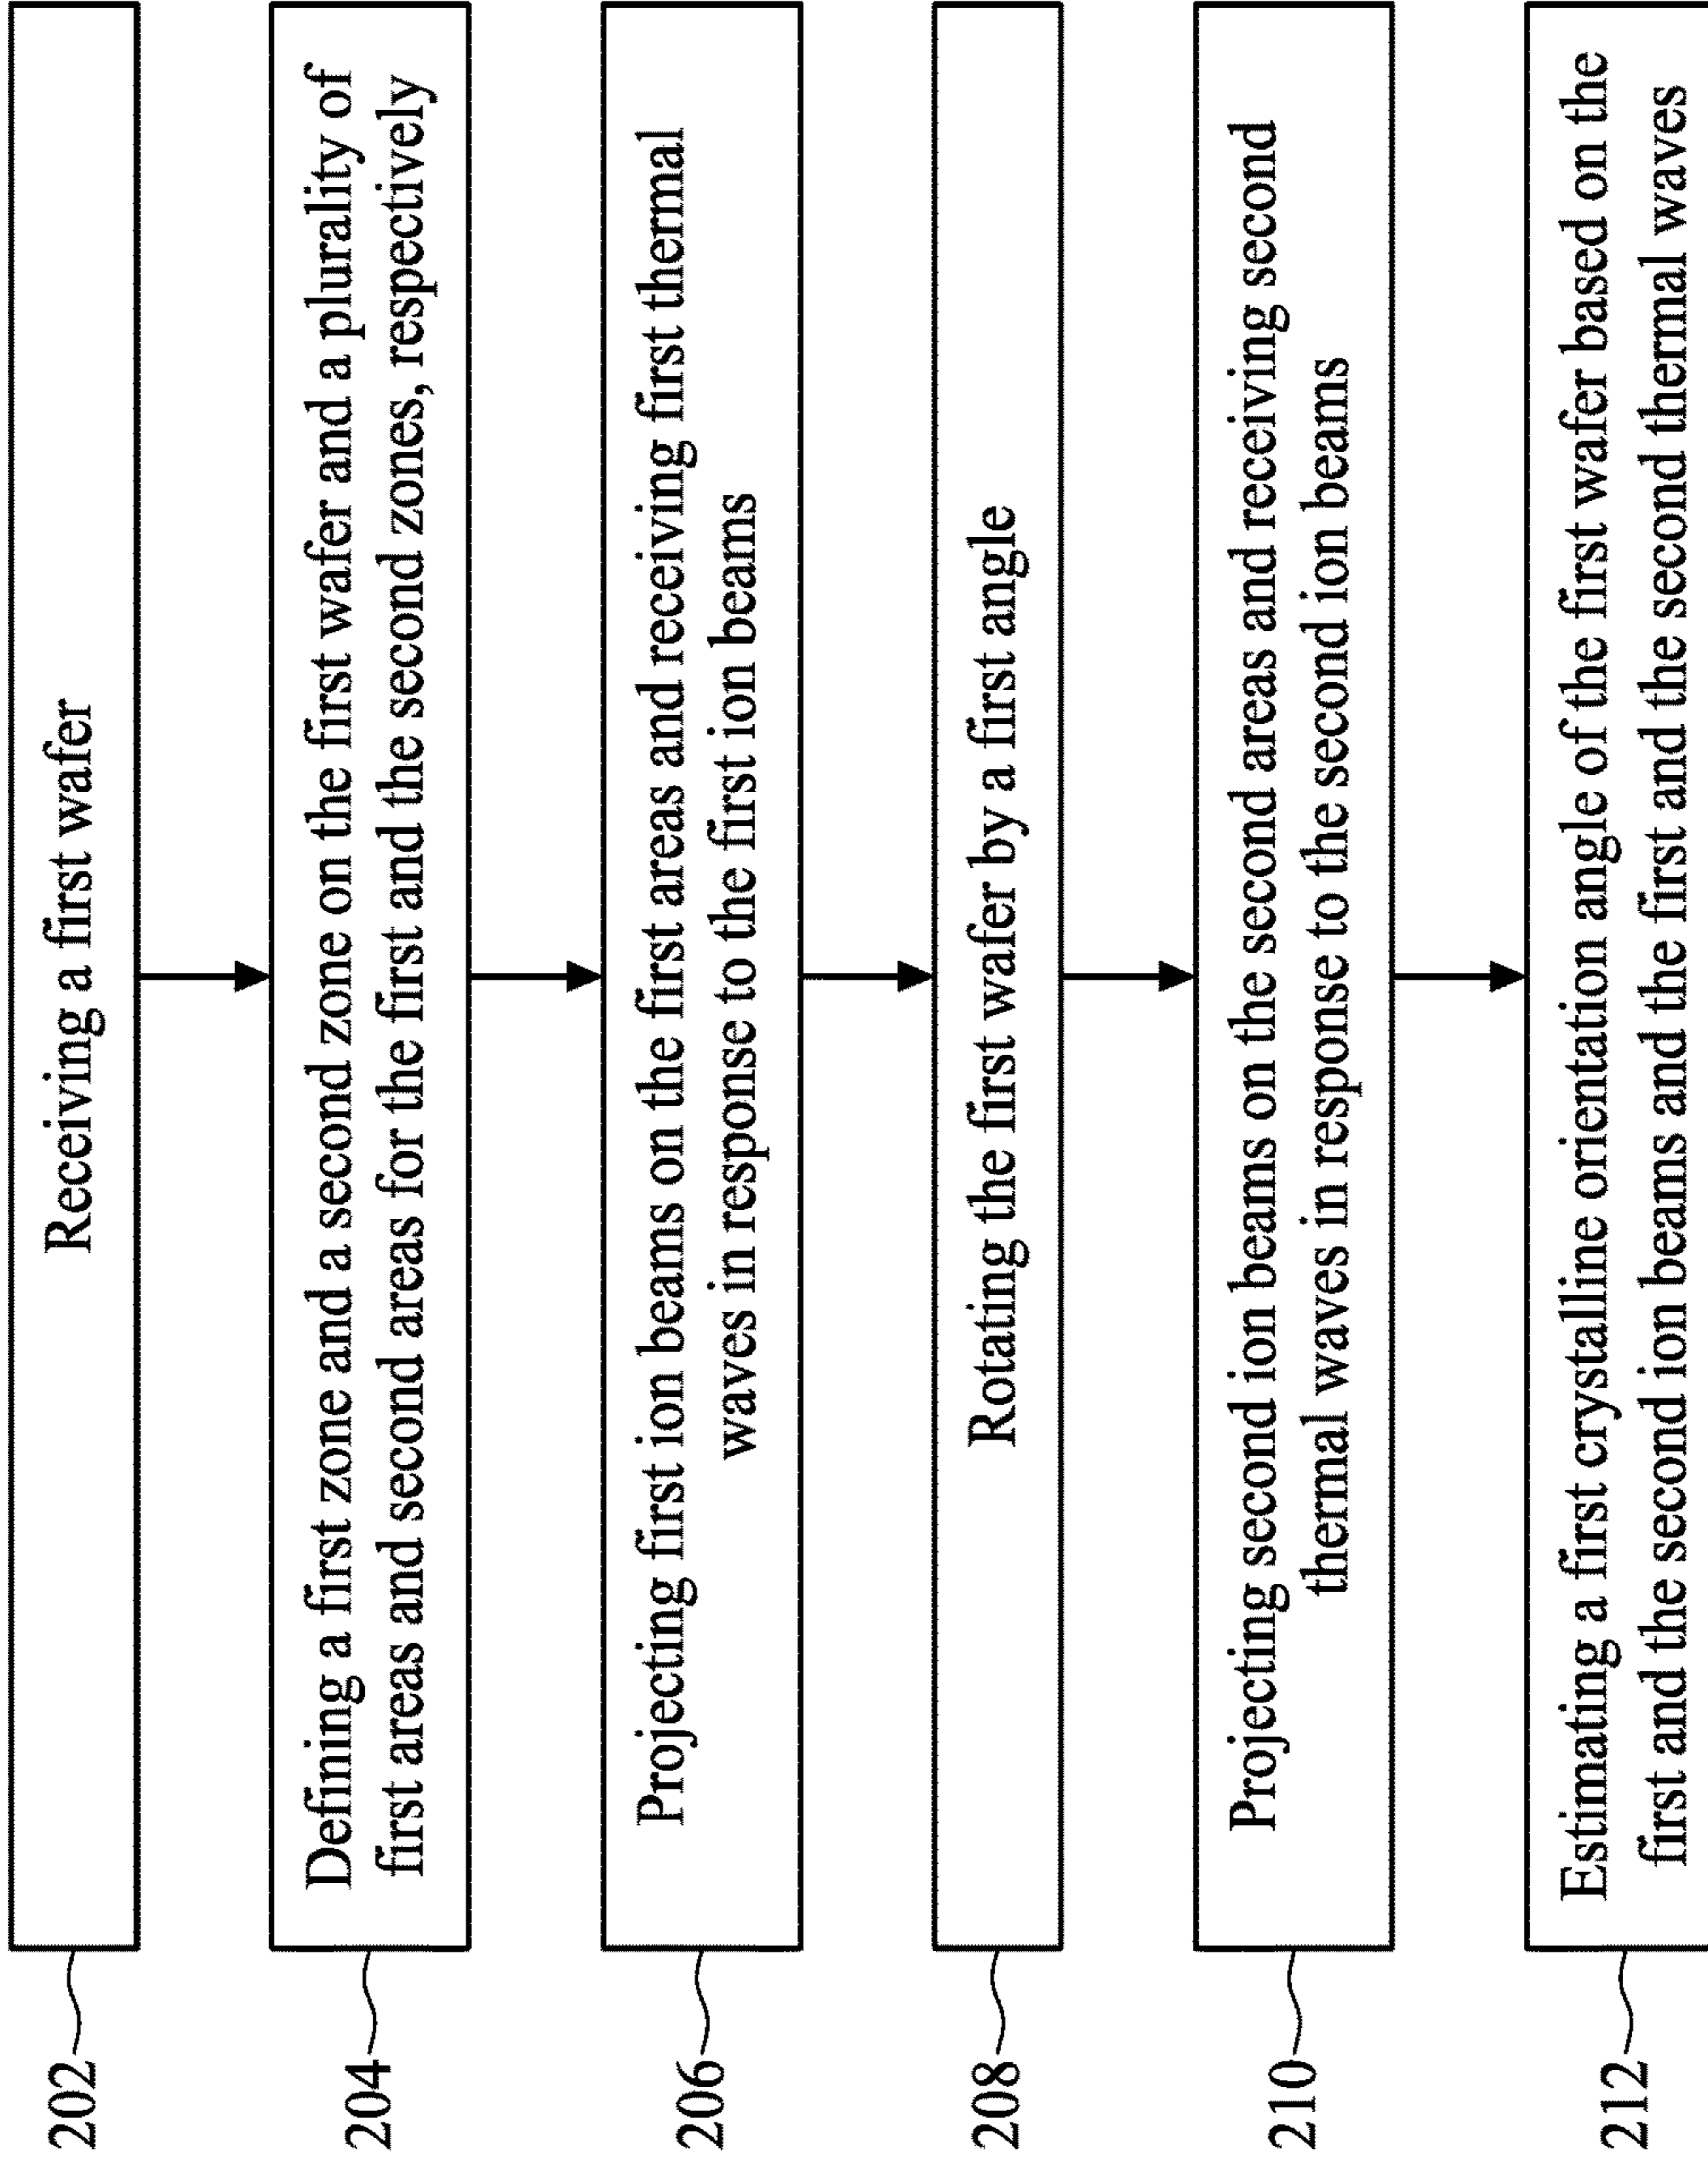 202
Receiving a first wafer
204
Defining a first zone and a second zone on the first wafer and a plurality of
first areas and second areas for the first and the second zones, respectively
206
Projecting first ion beams on the first areas and receiving first thermal
waves in response to the first ion beams
208
Rotating the first wafer by a first angle
210
Projecting second ion beams on the second areas and receiving second
thermal waves in response to the second ion beams
212
Estimating a first crystalline orientation angle of the first wafer based on the
first and the second ion beams and the first and the second thermal waves